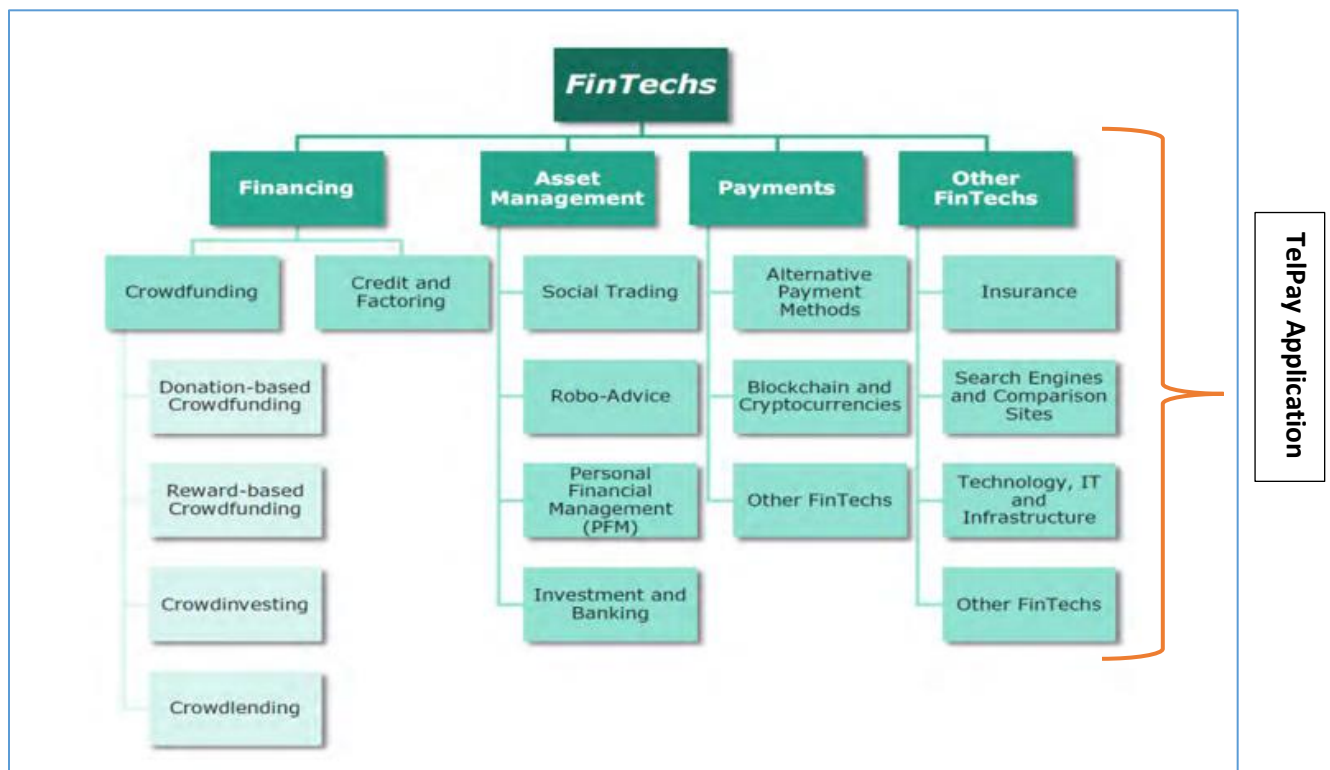 FinTechs
Financing
Asset
Management
Payments
Other
FinTechs
Crowdfunding
Credit and
Factoring
Social Trading
Alternative
Payment
Methods
Insurance
Donation-based
Crowdfunding
Robo-Advice
Blockchain and
Cryptocurrencies
Search Engines
and Comparison
Sites
Reward-based
Crowdfunding
Personal
Financial
Management
(PFM)
Other FinTechs
Technology, IT
and
Infrastructure
Crowdinvesting
Investment and
Banking
Other FinTechs
Crowdlending
TelPay Application